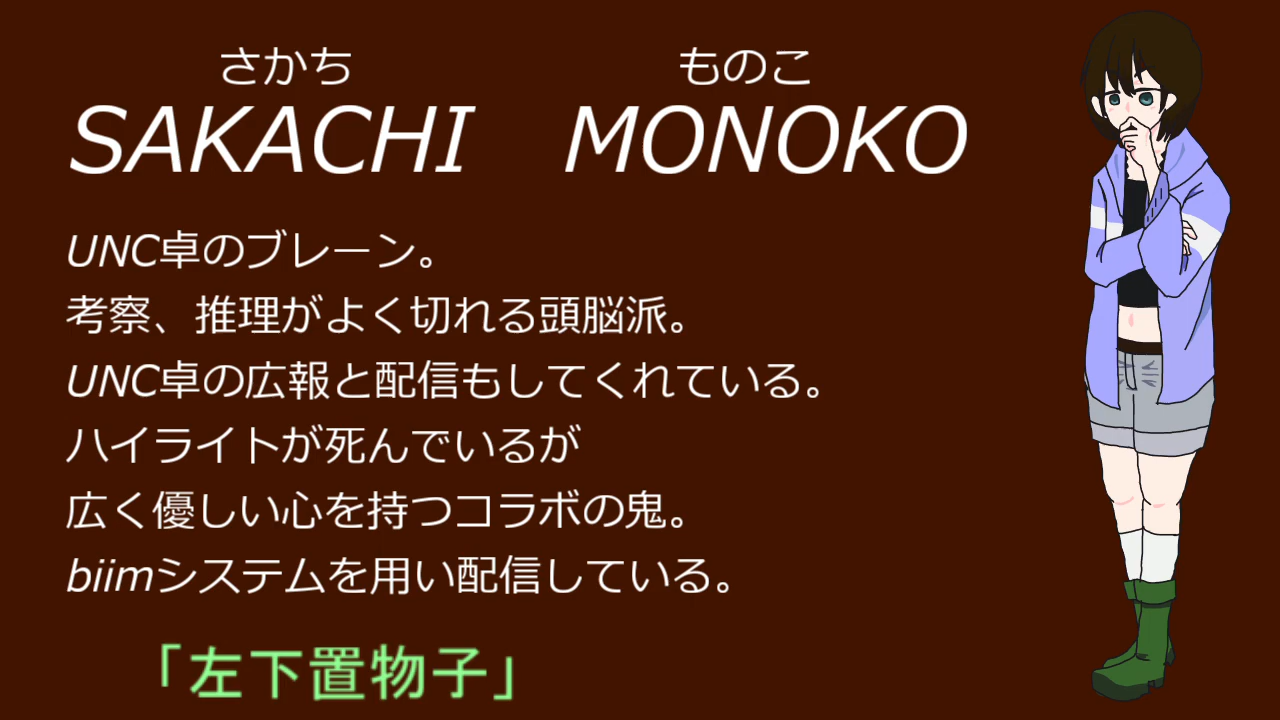 さかち ものこ
SAKACHI MONOKO
UNC卓のブレーン。
考察、推理がよく切れる頭脳派。
UNC卓の広報と配信もしてくれている。
ハイライトが死んでいるが
広く優しい心を持つコラボの鬼。
biimシステムを用い配信している。
「左下置物子」